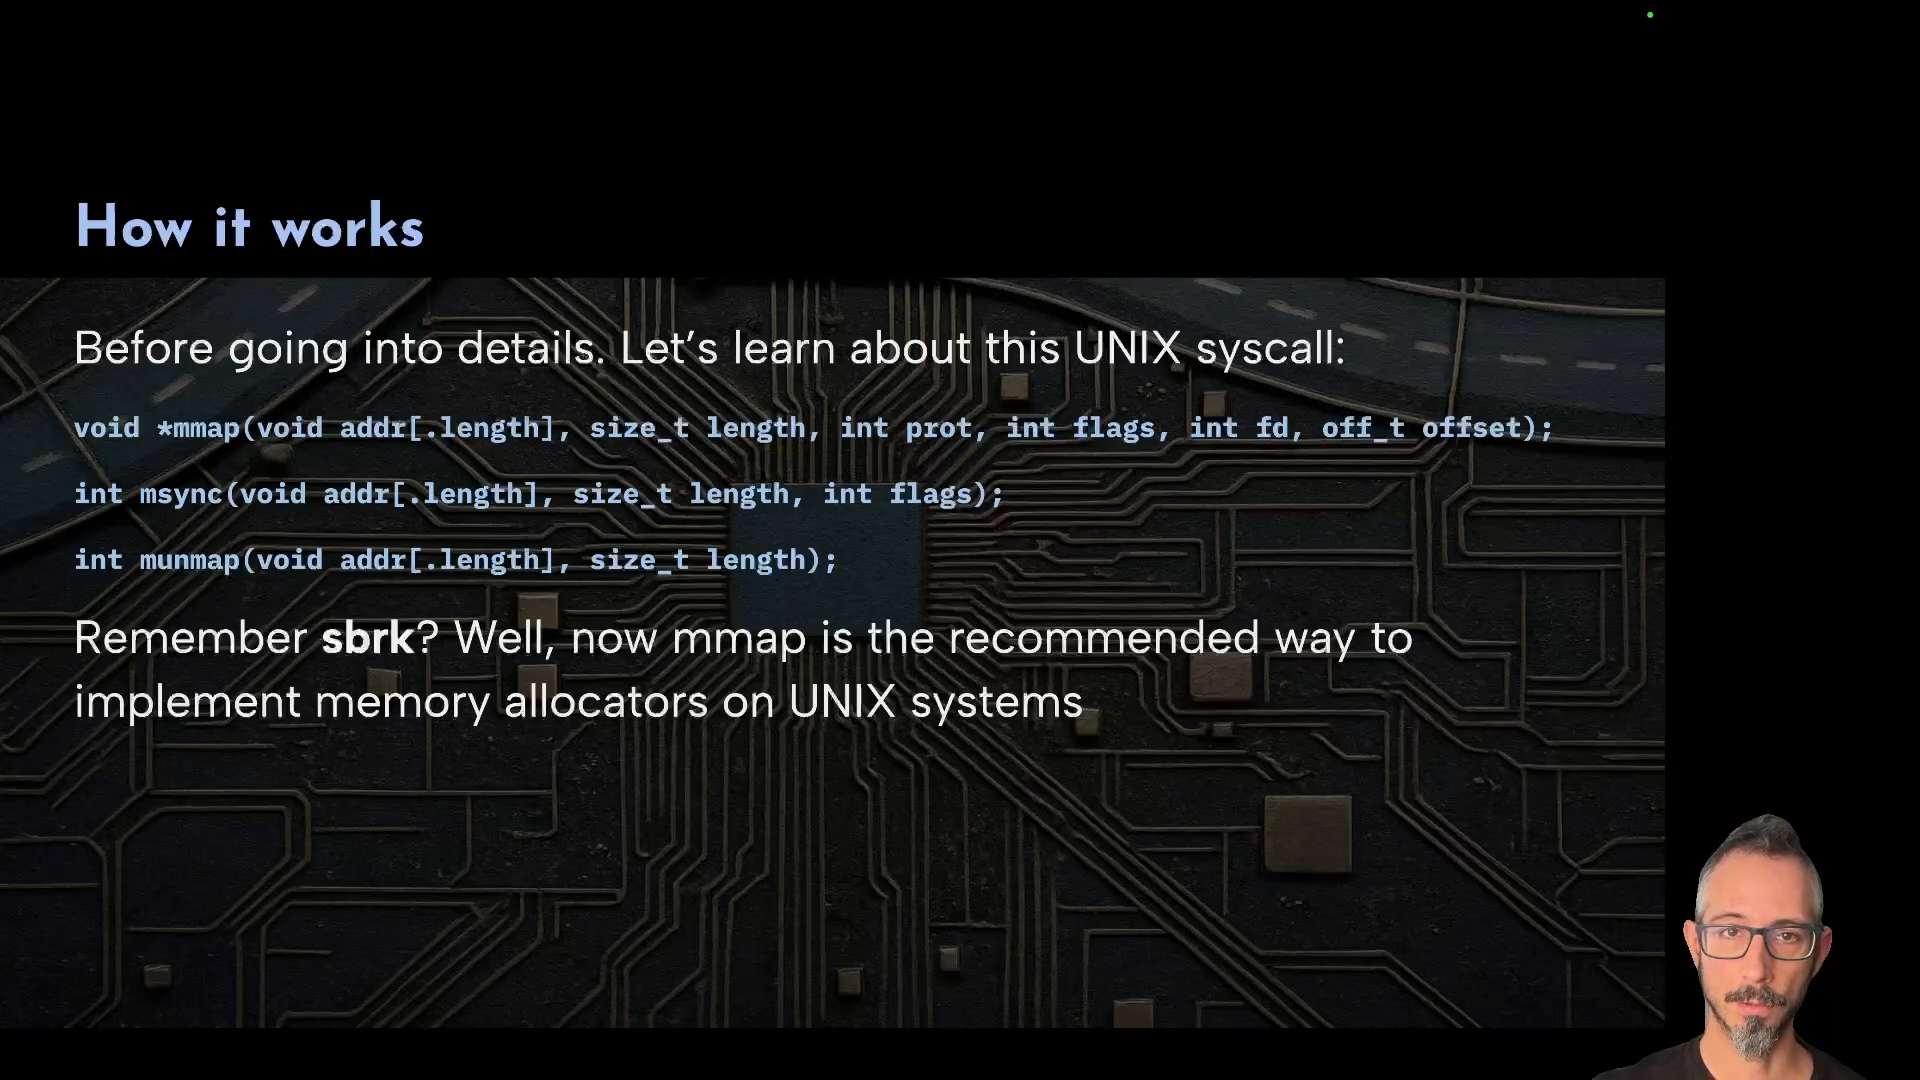 How it works
Before going into details. Let’s learn about this UNIX syscall:
void *mmap(void addr[.length], size_t length, int prot, int flags, int fd, off_t offset);
int msync(void addr[.length], size_t length, int flags);
int munmap(void addr[.length], size_t length);
Remember sbrk? Well, now mmap is the recommended way to
implement memory allocators on UNIX systems